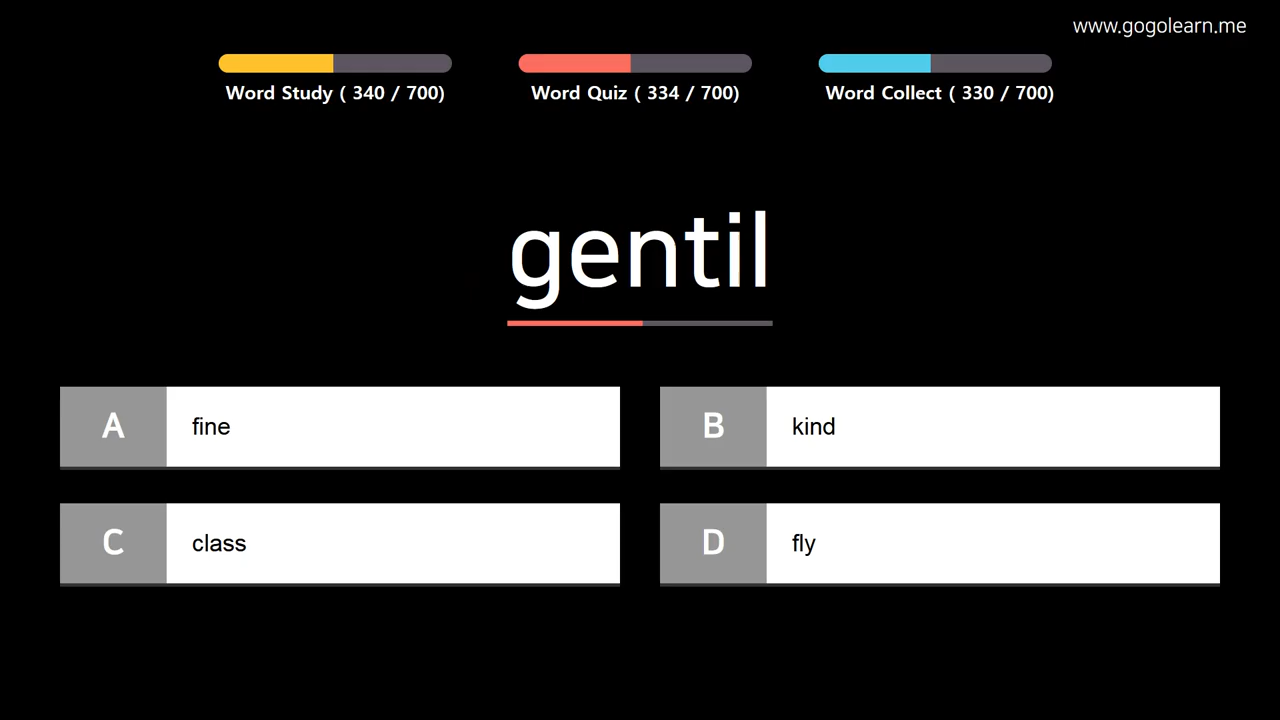 www.gogolearn.me
Word Study ( 340 / 700)
Word Quiz ( 334 / 700)
Word Collect ( 330 / 700)
gentil
A fine
B kind
C class
D fly